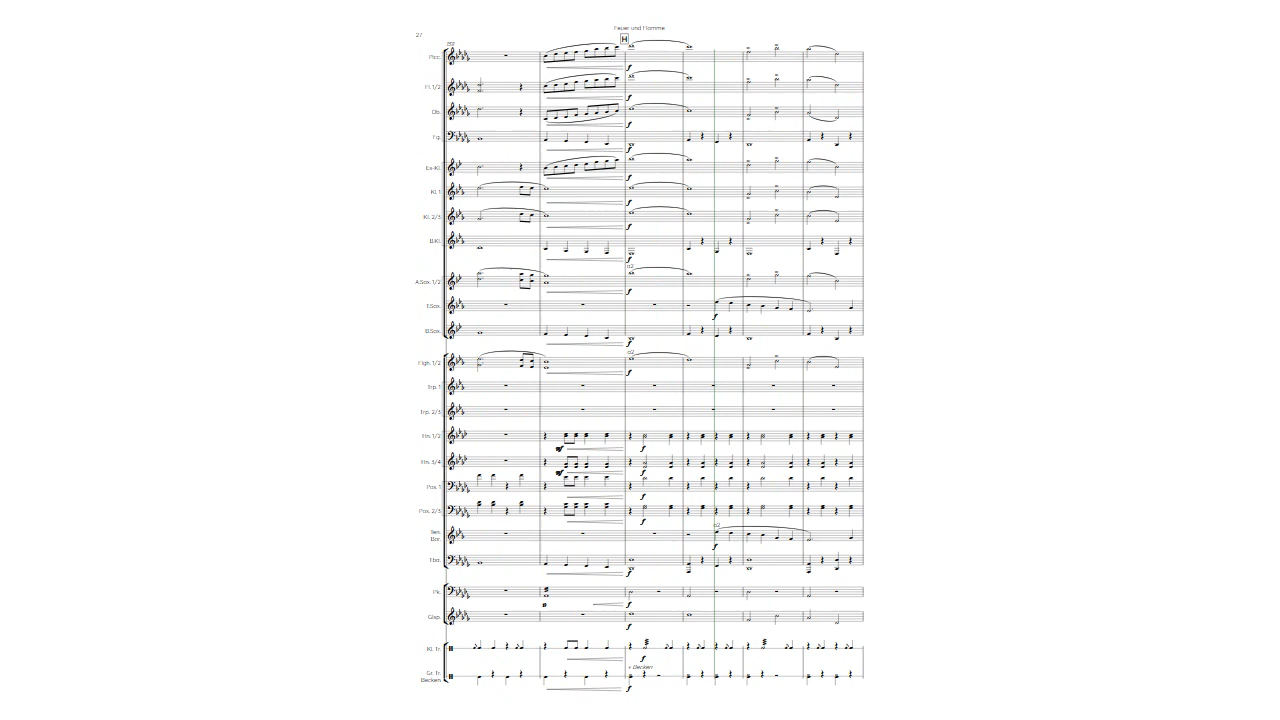 Feuer und Flamme
27
H
Picc.
Fl. 1/2
Ob.
Fg.
Es-Kl.
Kl. 1
Kl. 2/3
B.Kl.
a2
A.Sax. 1/2
T.Sax.
B.Sax.
a2
Flgh. 1/2
Trp. 1
Trp. 2/3
Hn. 1/2
Hn. 3/4
Pos. 1
Pos. 2/3
a2
Ten.
Bar.
Tba.
Pk.
Glsp.
Kl. Tr.
+ Becken
Gr. Tr.
Becken